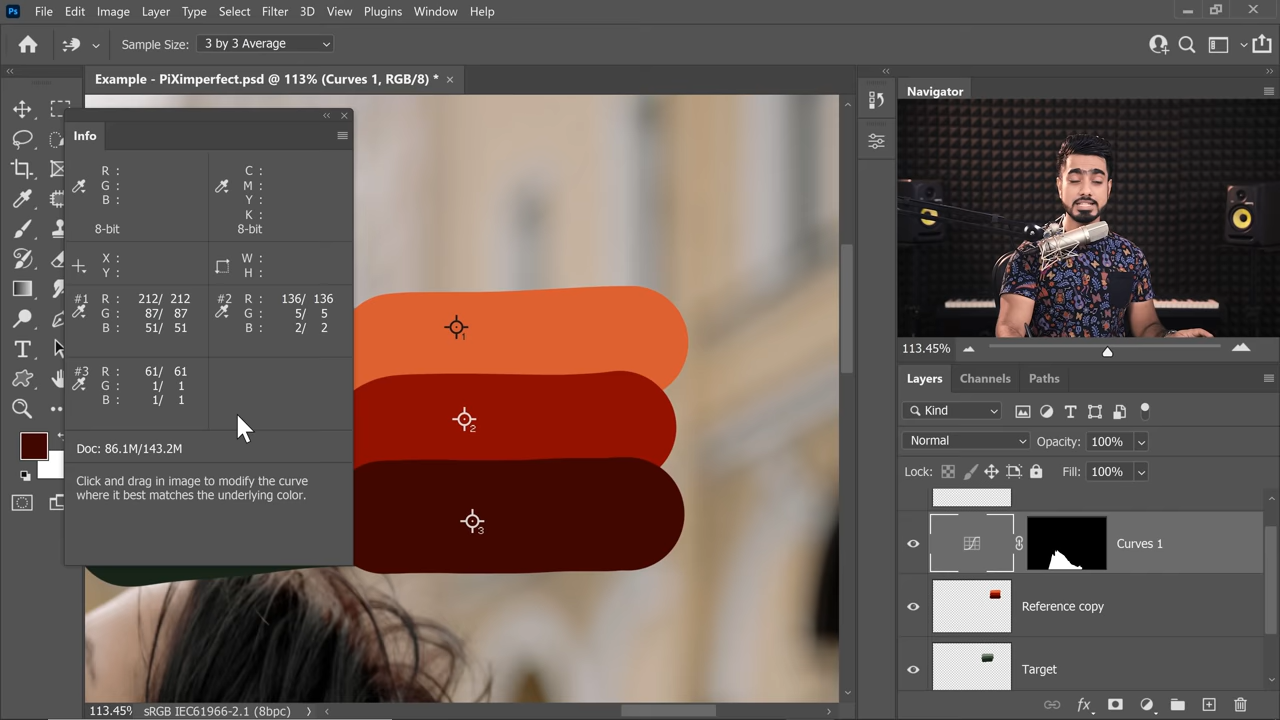 Ps File Edit Image Layer Type Select Filter 3D View Plugins Window Help
Sample Size: 3 by 3 Average
Example - PiXimperfect.psd @ 113% (Curves 1, RGB/8) *
Navigator
Info
R :
G :
B :
8-bit
C :
M :
Y :
K :
8-bit
X :
Y :
W :
H :
#1 R : 212/ 212
G : 87/ 87
B : 51/ 51
#2 R : 136/ 136
G : 5/ 5
B : 2/ 2
#3 R : 61/ 61
G : 1/ 1
B : 1/ 1
Doc: 86.1M/143.2M
Click and drag in image to modify the curve
where it best matches the underlying color.
1
2
3
113.45%
Layers Channels Paths
Kind
Normal Opacity: 100%
Lock: Fill: 100%
Curves 1
Reference copy
Target
113.45% sRGB IEC61966-2.1 (8bpc)